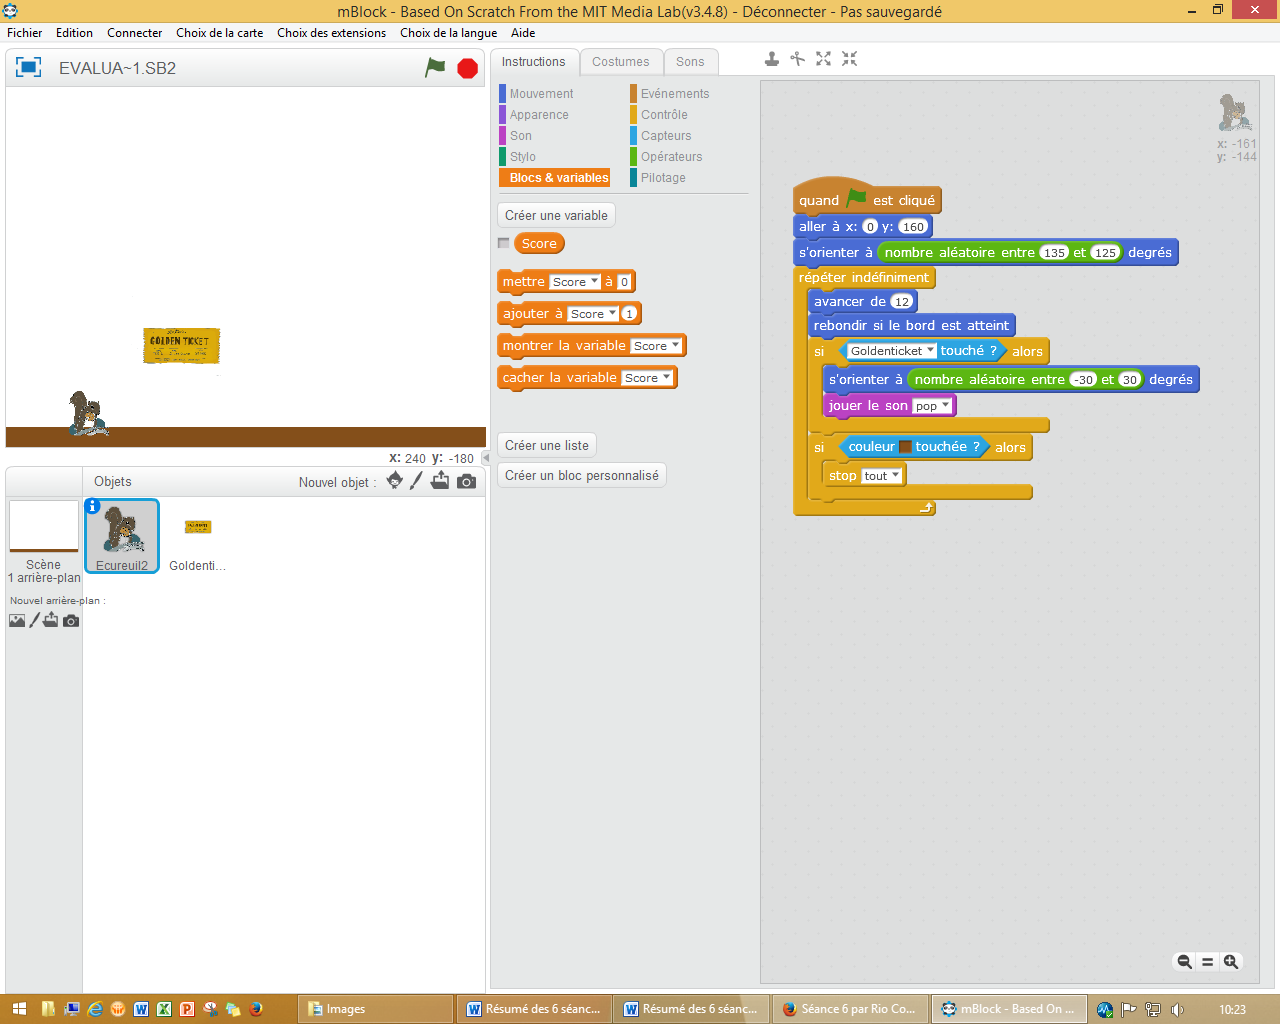 mBlock - Based On Scratch From the MIT Media Lab(v3.4.8) - Déconnecter - Pas sauvegardé
Fichier Edition Connecter Choix de la carte Choix des extensions Choix de la langue Aide
EVALUA~1.SB2
GOLDEN TICKET
x: 240 y: -180
Objets
Nouvel objet :
Scène
1 arrière-plan
Ecureuil2
Goldenti...
Nouvel arrière-plan :
Instructions Costumes Sons
Mouvement
Apparence
Son
Stylo
Blocs & variables
Evénements
Contrôle
Capteurs
Opérateurs
Pilotage
Créer une variable
Score
mettre Score à 0
ajouter à Score 1
montrer la variable Score
cacher la variable Score
Créer une liste
Créer un bloc personnalisé
x: -161
y: -144
quand est cliqué
aller à x: 0 y: 160
s'orienter à nombre aléatoire entre 135 et 125 degrés
répéter indéfiniment
avancer de 12
rebondir si le bord est atteint
si Goldenticket touché ? alors
s'orienter à nombre aléatoire entre -30 et 30 degrés
jouer le son pop
si couleur touchée ? alors
stop tout
Images
Résumé des 6 séanc...
Résumé des 6 séanc...
Séance 6 par Rio Co...
mBlock - Based On ...
10:23